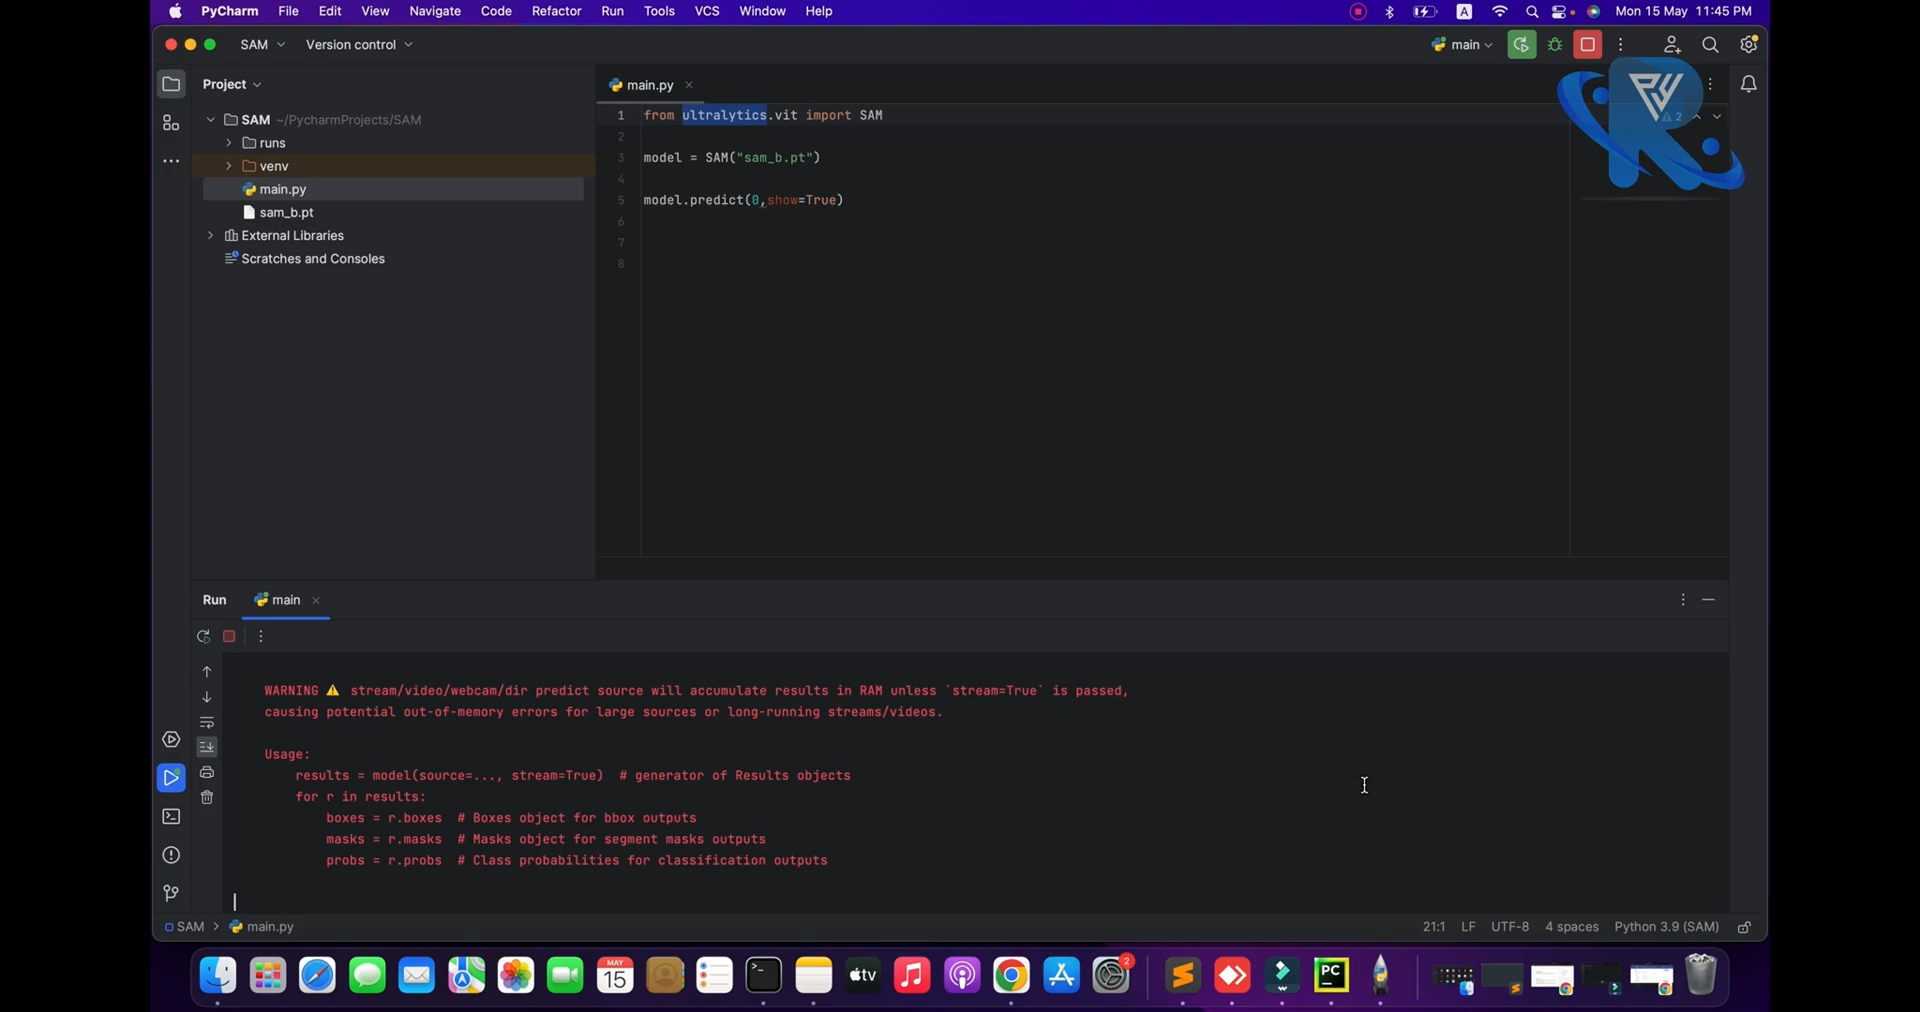 PyCharm File Edit View Navigate Code Refactor Run Tools VCS Window Help A Mon 15 May 11:45 PM
SAM Version control main
Project
main.py
SAM ~/PycharmProjects/SAM
runs
venv
main.py
sam_b.pt
External Libraries
Scratches and Consoles
1 from ultralytics.vit import SAM
2
3 model = SAM("sam_b.pt")
4
5 model.predict(0,show=True)
6
7
8
2
PY
R
Run main
WARNING ⚠ stream/video/webcam/dir predict source will accumulate results in RAM unless `stream=True` is passed,
causing potential out-of-memory errors for large sources or long-running streams/videos.
Usage:
results = model(source=..., stream=True) # generator of Results objects
for r in results:
boxes = r.boxes # Boxes object for bbox outputs
masks = r.masks # Masks object for segment masks outputs
probs = r.probs # Class probabilities for classification outputs
SAM > main.py 21:1 LF UTF-8 4 spaces Python 3.9 (SAM)
MAY
15
tv
2
PC